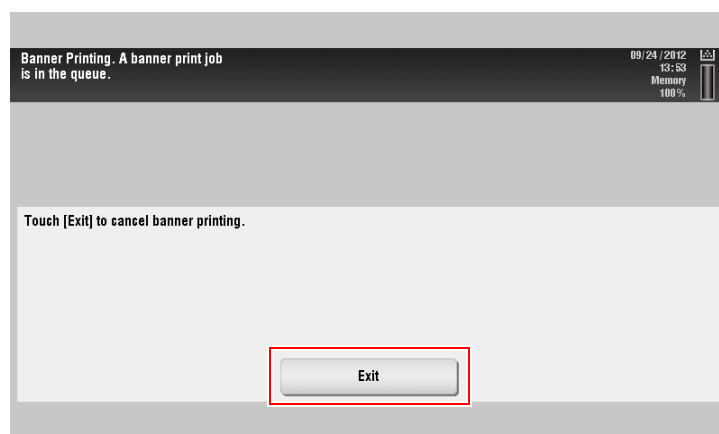 Banner Printing. A banner print job
is in the queue.
09/24/2012
13:53
Memory
100%
Touch [Exit] to cancel banner printing.
Exit